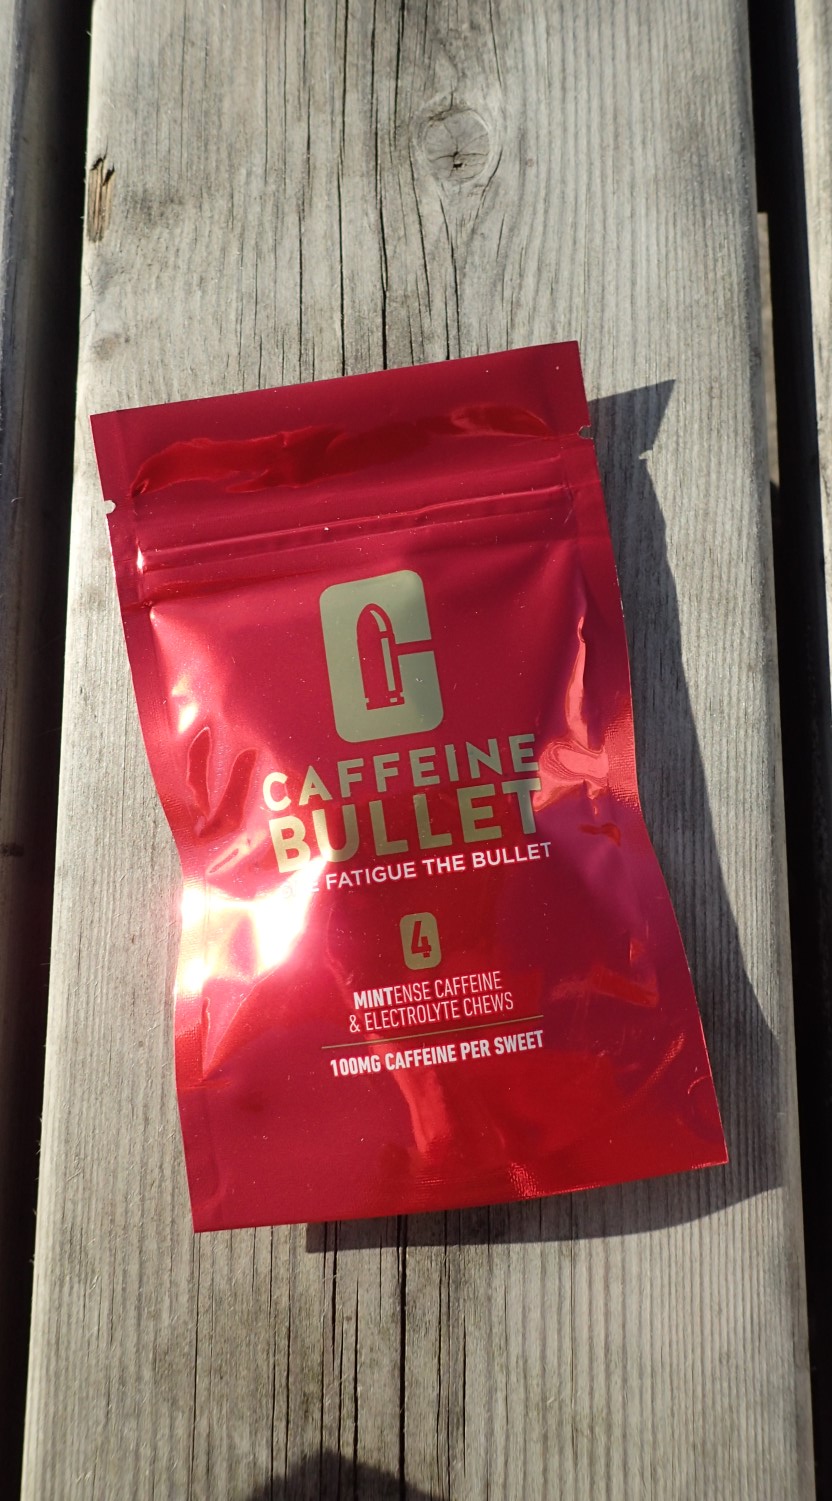 CAFFEINE
BULLET
FATIGUE THE BULLET
4
MINTENSE CAFFEINE
& ELECTROLYTE CHEWS
100MG CAFFEINE PER SWEET